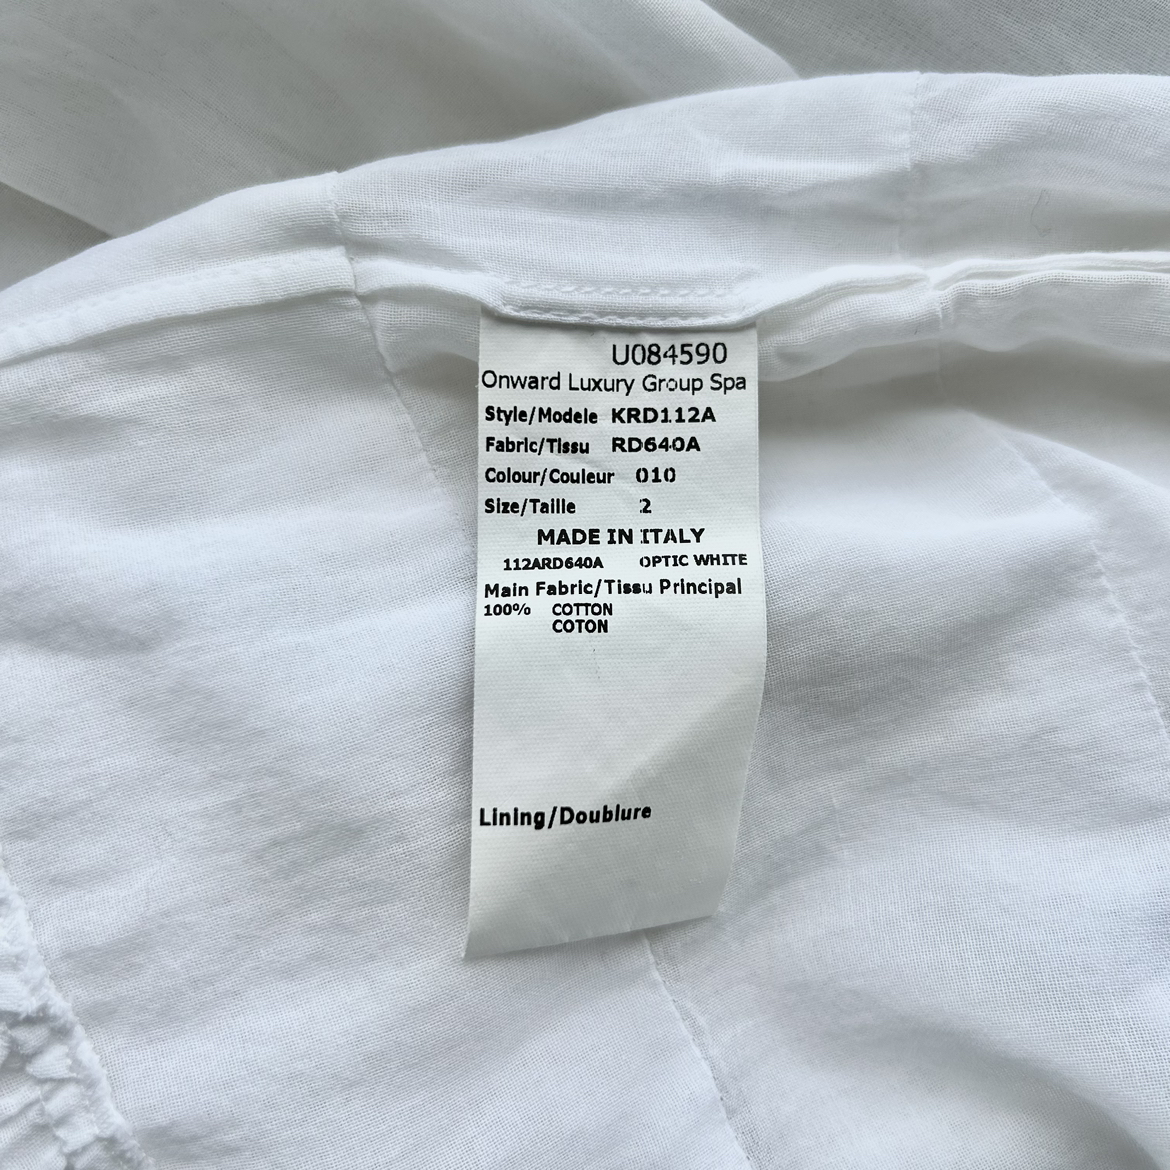 U084590
Onward Luxury Group Spa
Style/Modele KRD112A
Fabric/Tissu RD640A
Colour/Couleur 010
Size/Taille 2
MADE IN ITALY
112ARD640A OPTIC WHITE
Main Fabric/Tissu Principal
100% COTTON
COTON
Lining/Doublure